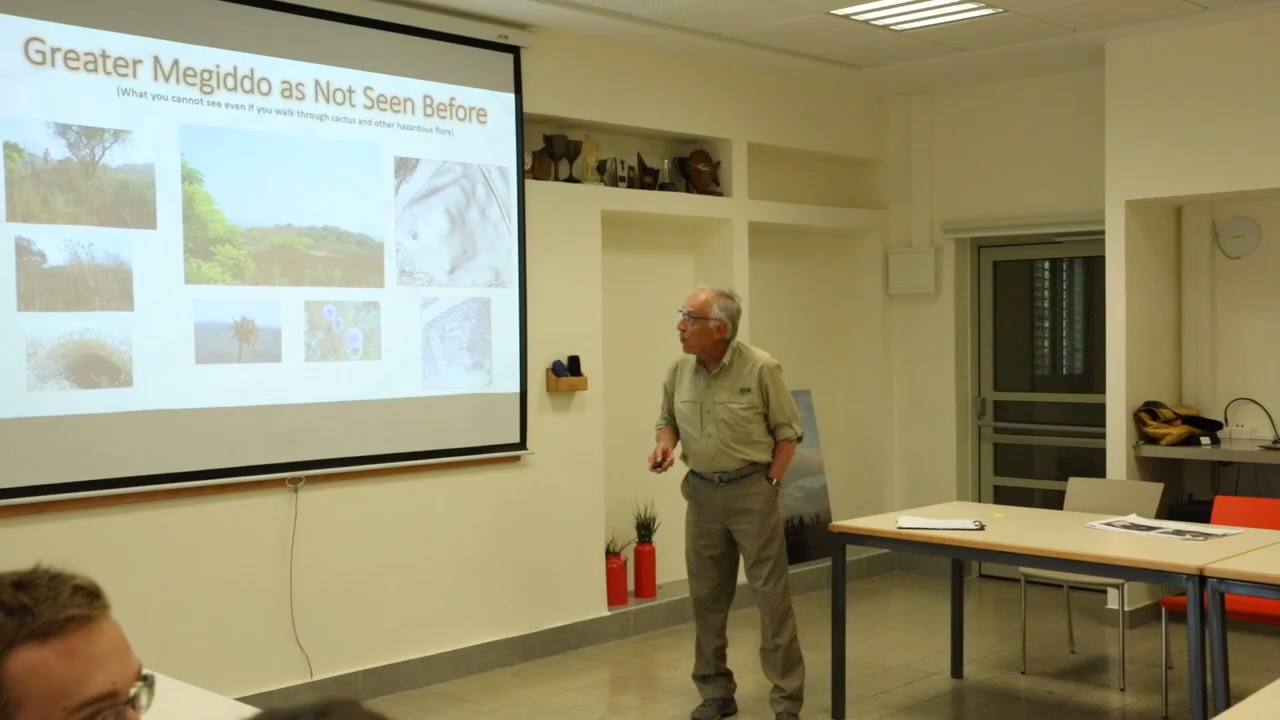 Greater Megiddo as Not Seen Before
(What you cannot see even if you walk through cactus and other hazardous flora)